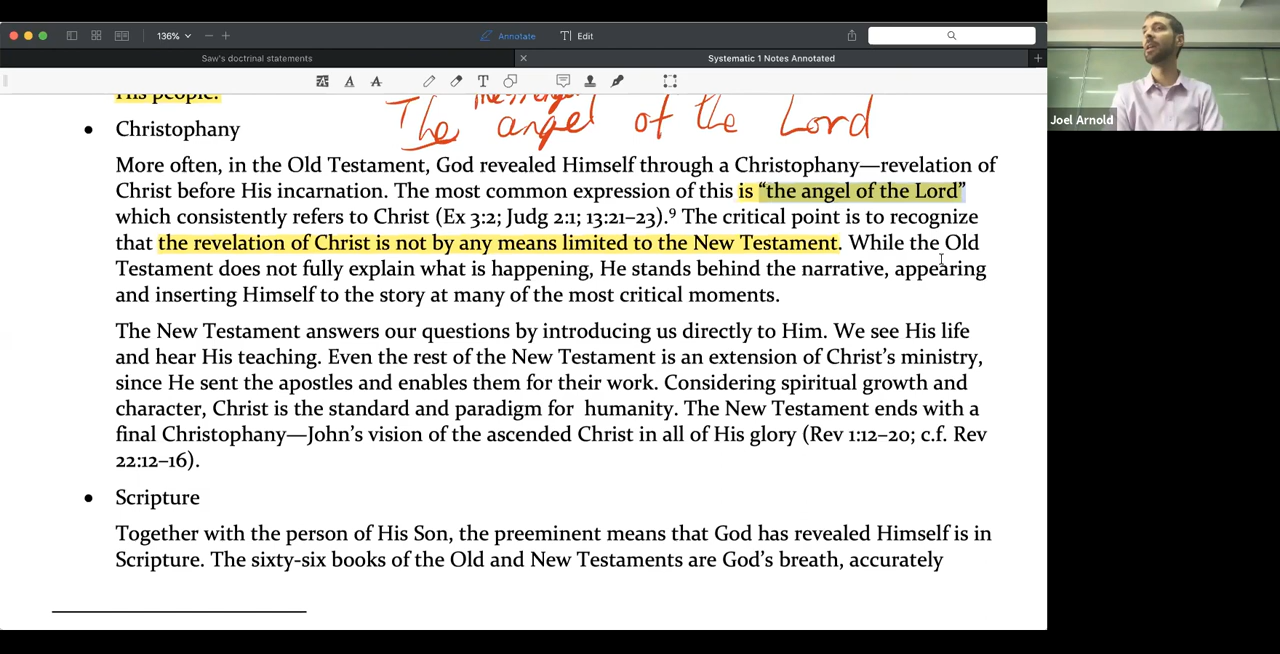 136% Annotate Edit
Saw's doctrinal statements Systematic 1 Notes Annotated
His people.
messenger
The angel of the Lord
Joel Arnold
• Christophany
More often, in the Old Testament, God revealed Himself through a Christophany—revelation of
Christ before His incarnation. The most common expression of this is “the angel of the Lord”
which consistently refers to Christ (Ex 3:2; Judg 2:1; 13:21–23).⁹ The critical point is to recognize
that the revelation of Christ is not by any means limited to the New Testament. While the Old
Testament does not fully explain what is happening, He stands behind the narrative, appearing
and inserting Himself to the story at many of the most critical moments.
The New Testament answers our questions by introducing us directly to Him. We see His life
and hear His teaching. Even the rest of the New Testament is an extension of Christ’s ministry,
since He sent the apostles and enables them for their work. Considering spiritual growth and
character, Christ is the standard and paradigm for humanity. The New Testament ends with a
final Christophany—John’s vision of the ascended Christ in all of His glory (Rev 1:12–20; c.f. Rev
22:12–16).
• Scripture
Together with the person of His Son, the preeminent means that God has revealed Himself is in
Scripture. The sixty-six books of the Old and New Testaments are God’s breath, accurately